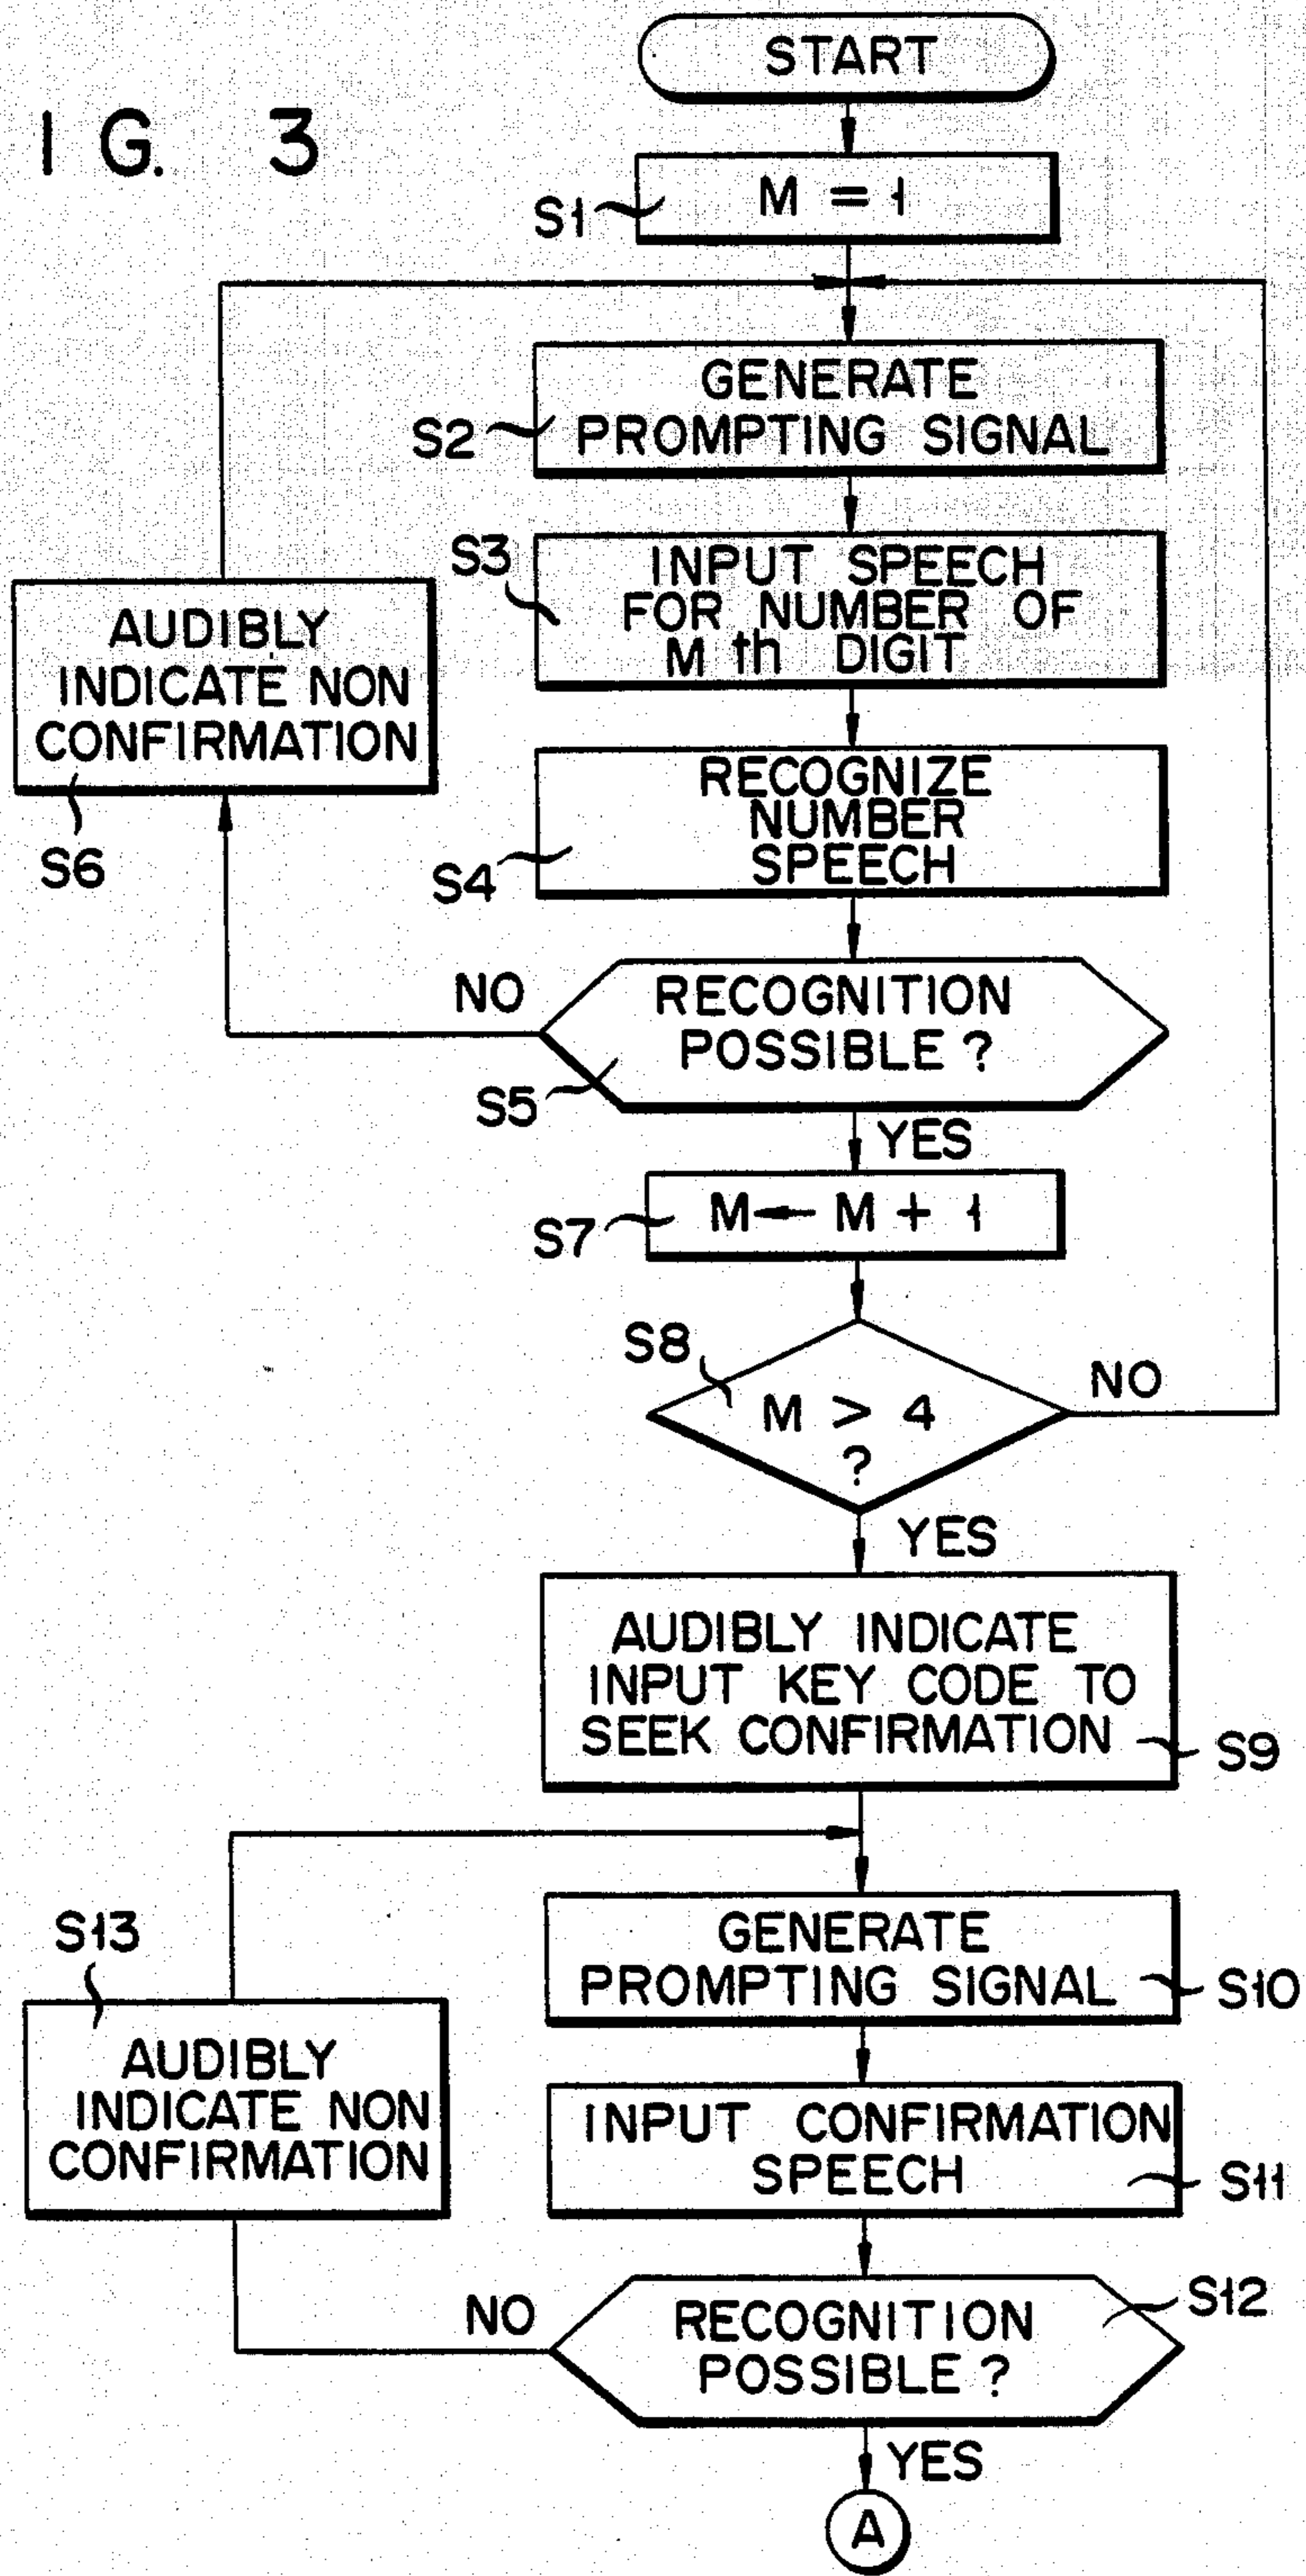 IG. 3
START
S1
M = 1
GENERATE
PROMPTING SIGNAL
S2
S3
INPUT SPEECH
FOR NUMBER OF
M th DIGIT
AUDIBLY
INDICATE NON
CONFIRMATION
S6
RECOGNIZE
NUMBER
SPEECH
S4
NO
RECOGNITION
POSSIBLE ?
S5
YES
S7
M ← M + 1
S8
M > 4
?
NO
YES
AUDIBLY INDICATE
INPUT KEY CODE TO
SEEK CONFIRMATION
S9
GENERATE
PROMPTING SIGNAL
S10
S13
AUDIBLY
INDICATE NON
CONFIRMATION
INPUT CONFIRMATION
SPEECH
S11
S12
NO
RECOGNITION
POSSIBLE ?
YES
A